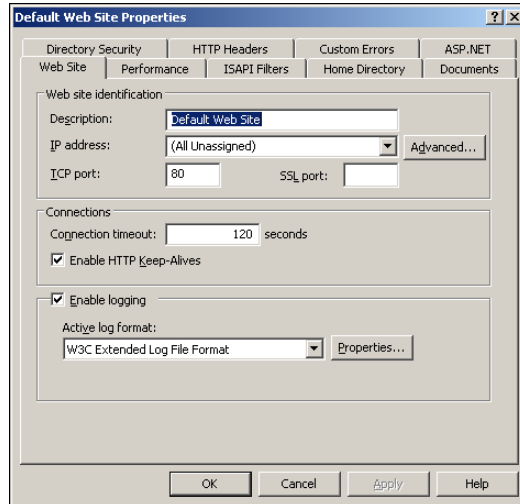 Default Web Site Properties
Directory Security HTTP Headers Custom Errors ASP.NET
Web Site Performance ISAPI Filters Home Directory Documents
Web site identification
Description: Default Web Site
IP address: (All Unassigned) Advanced...
TCP port: 80 SSL port:
Connections
Connection timeout: 120 seconds
Enable HTTP Keep-Alives
Enable logging
Active log format:
W3C Extended Log File Format Properties...
OK Cancel Apply Help